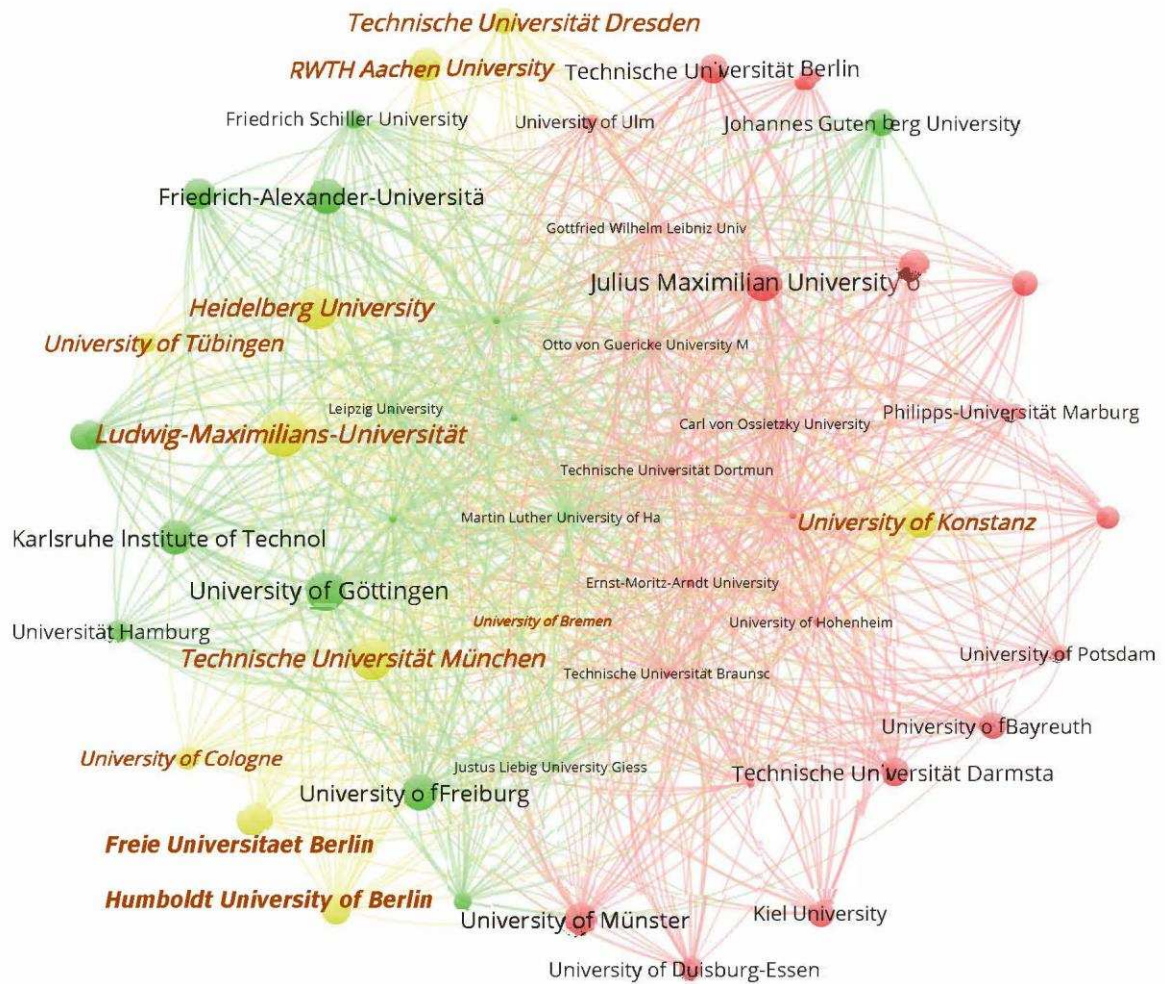 Technische Universität Dresden
RWTH Aachen University
Technische Universität Berlin
Friedrich Schiller University
University of Ulm
Johannes Gutenberg University
Friedrich-Alexander-Universitä
Gottfried Wilhelm Leibniz Univ
Julius Maximilian University o
Heidelberg University
University of Tübingen
Otto von Guericke University M
Leipzig University
Carl von Ossietzky University
Philipps-Universität Marburg
Ludwig-Maximilians-Universität
Technische Universität Dortmun
Martin Luther University of Ha
University of Konstanz
Karlsruhe Institute of Technol
Ernst-Moritz-Arndt University
University of Göttingen
University of Bremen
University of Hohenheim
Universität Hamburg
Technische Universität München
University of Potsdam
Technische Universität Braunsc
University of Bayreuth
University of Cologne
Justus Liebig University Giess
Technische Universität Darmsta
University of Freiburg
Freie Universitaet Berlin
Humboldt University of Berlin
University of Münster
Kiel University
University of Duisburg-Essen